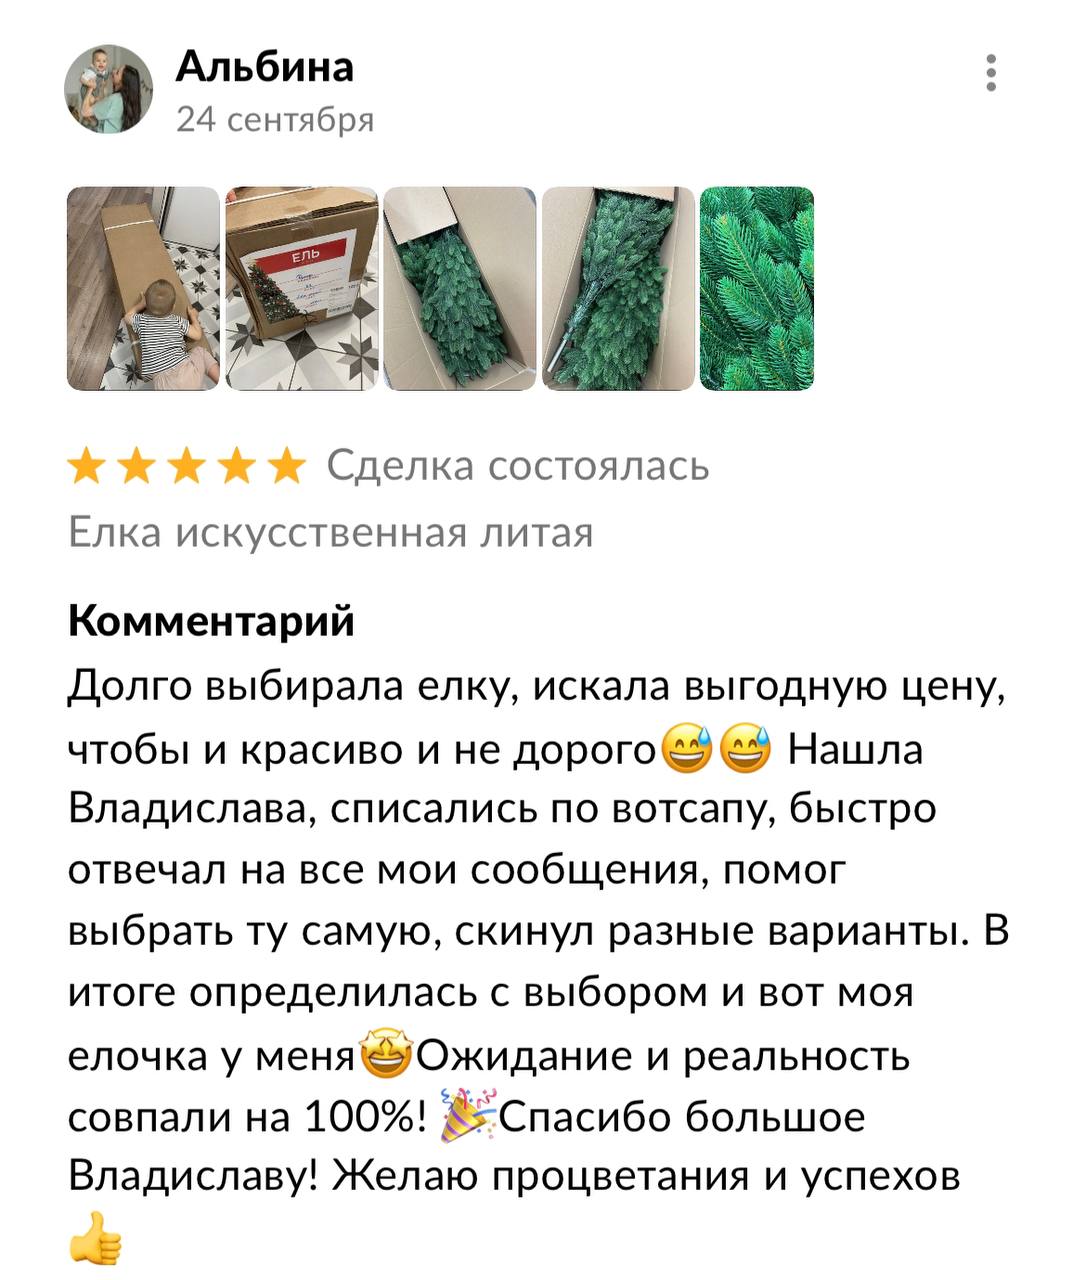 Альбина
24 сентября
ЕЛЬ
Сделка состоялась
Елка искусственная литая
Комментарий
Долго выбирала елку, искала выгодную цену,
чтобы и красиво и не дорого😅😅 Нашла
Владислава, списались по вотсапу, быстро
отвечал на все мои сообщения, помог
выбрать ту самую, скинул разные варианты. В
итоге определилась с выбором и вот моя
елочка у меня🤩Ожидание и реальность
совпали на 100%! 🎉Спасибо большое
Владиславу! Желаю процветания и успехов
👍